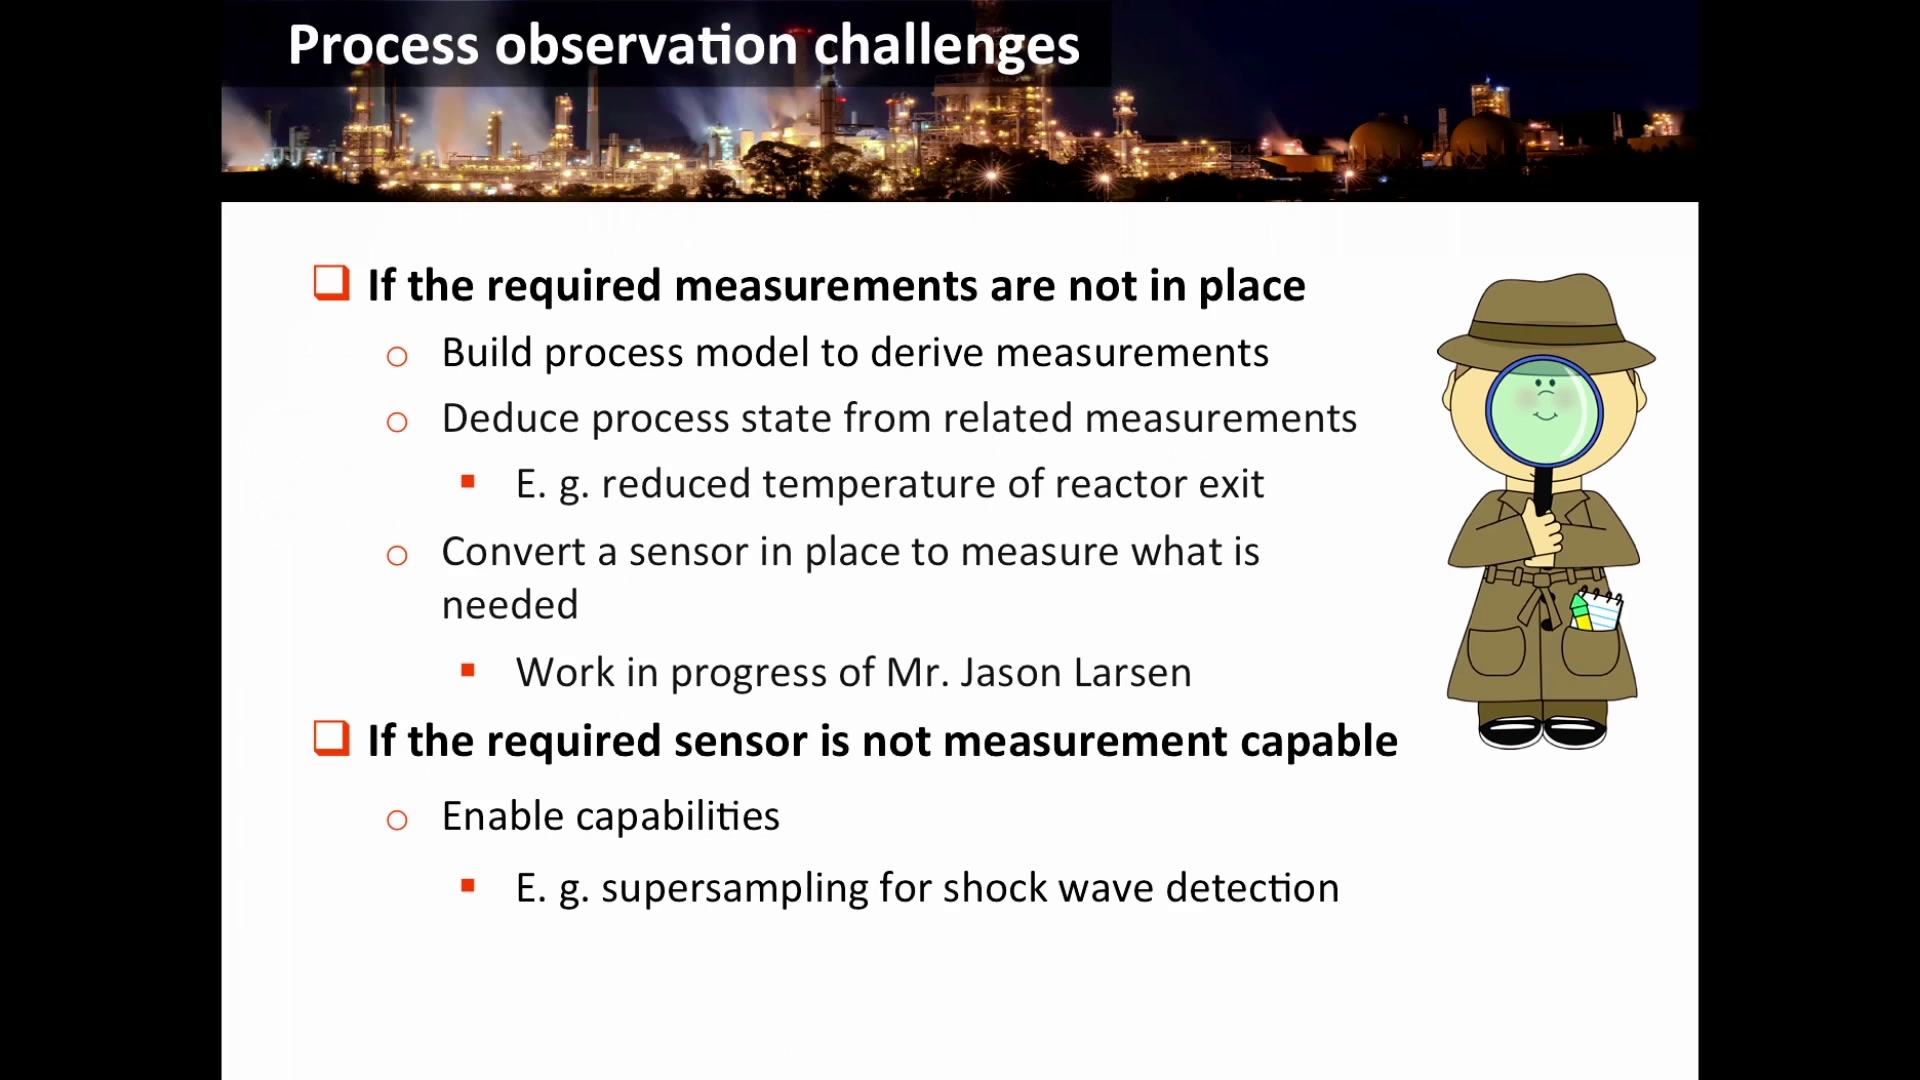 Process observation challenges
If the required measurements are not in place
Build process model to derive measurements
Deduce process state from related measurements
E. g. reduced temperature of reactor exit
Convert a sensor in place to measure what is
needed
Work in progress of Mr. Jason Larsen
If the required sensor is not measurement capable
Enable capabilities
E. g. supersampling for shock wave detection